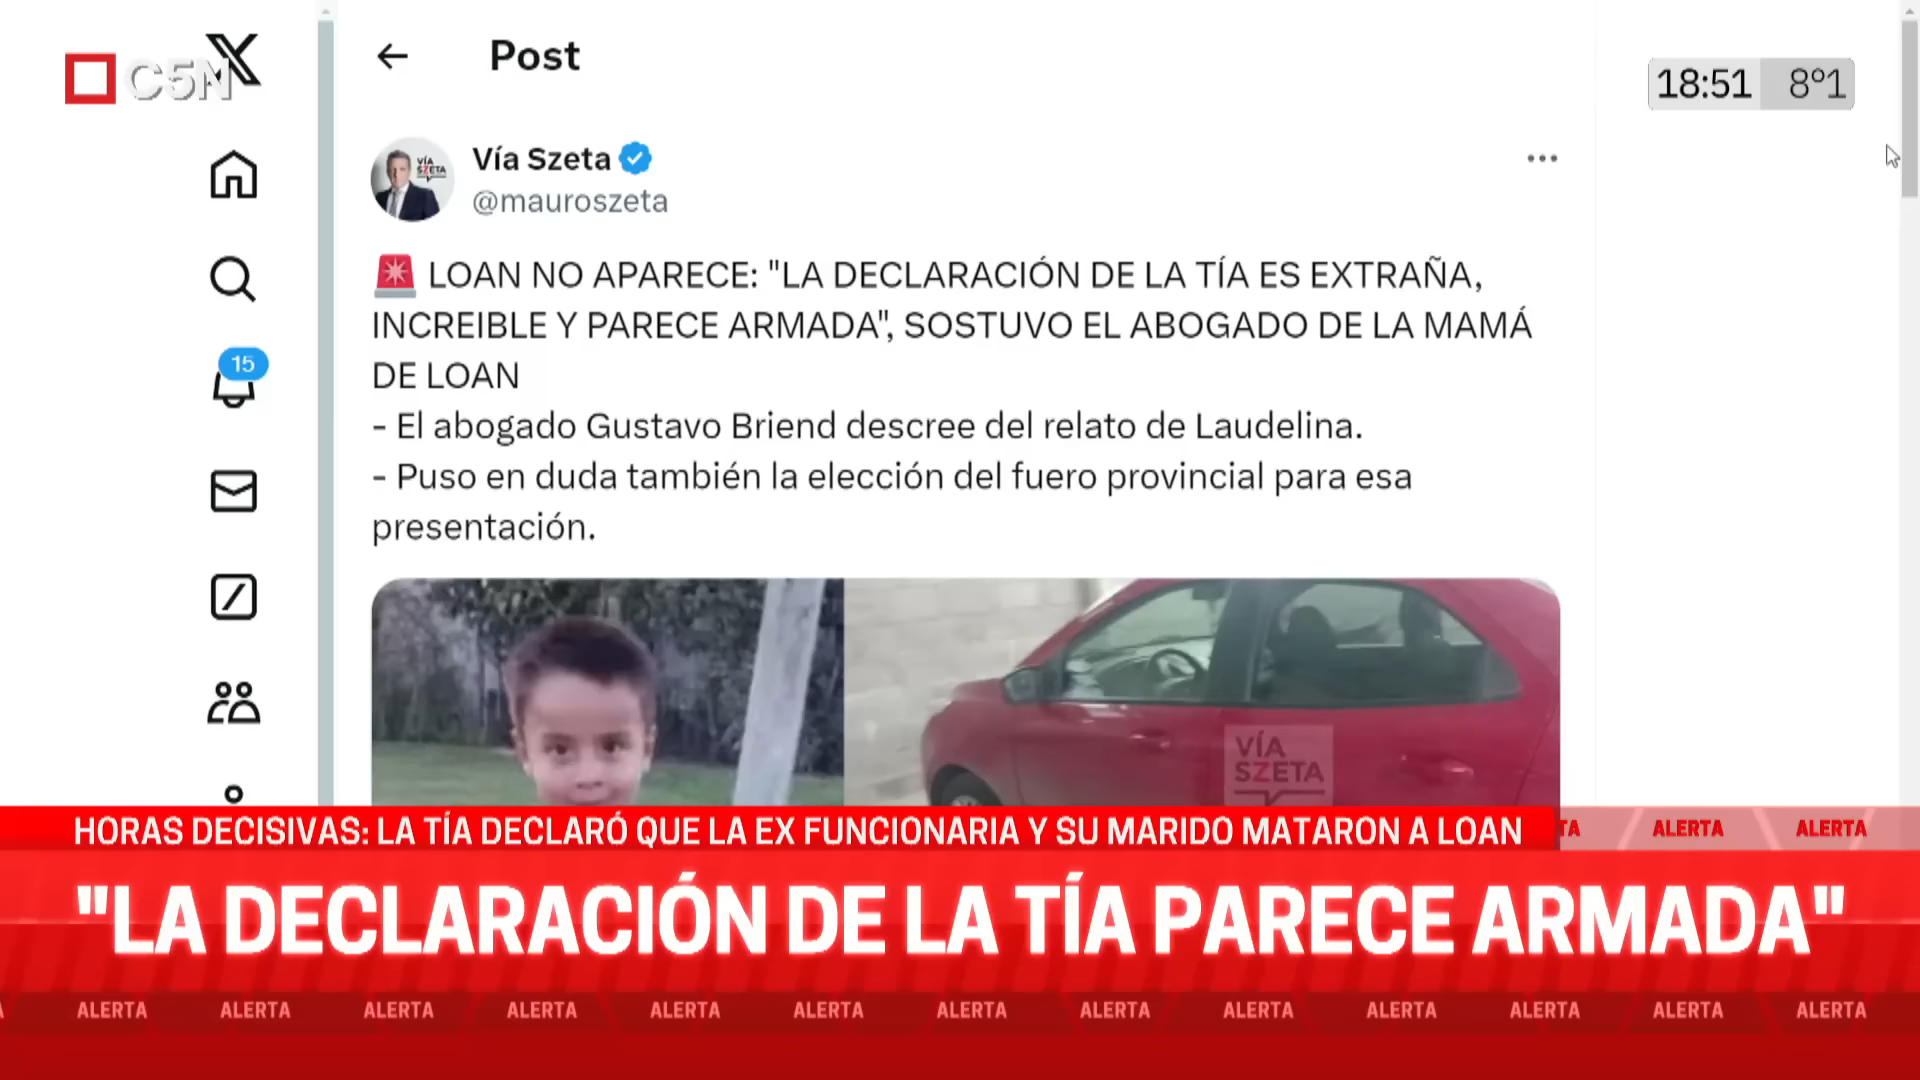 C5N
Post
18:51 8º1
Vía Szeta
@mauroszeta
VÍA
SZETA
🚨 LOAN NO APARECE: "LA DECLARACIÓN DE LA TÍA ES EXTRAÑA,
INCREIBLE Y PARECE ARMADA", SOSTUVO EL ABOGADO DE LA MAMÁ
DE LOAN
- El abogado Gustavo Briend descree del relato de Laudelina.
- Puso en duda también la elección del fuero provincial para esa
presentación.
15
VÍA
SZETA
HORAS DECISIVAS: LA TÍA DECLARÓ QUE LA EX FUNCIONARIA Y SU MARIDO MATARON A LOAN
TA ALERTA ALERTA
"LA DECLARACIÓN DE LA TÍA PARECE ARMADA"
A ALERTA ALERTA ALERTA ALERTA ALERTA ALERTA ALERTA ALERTA ALERTA ALERTA ALERTA ALERTA ALERTA